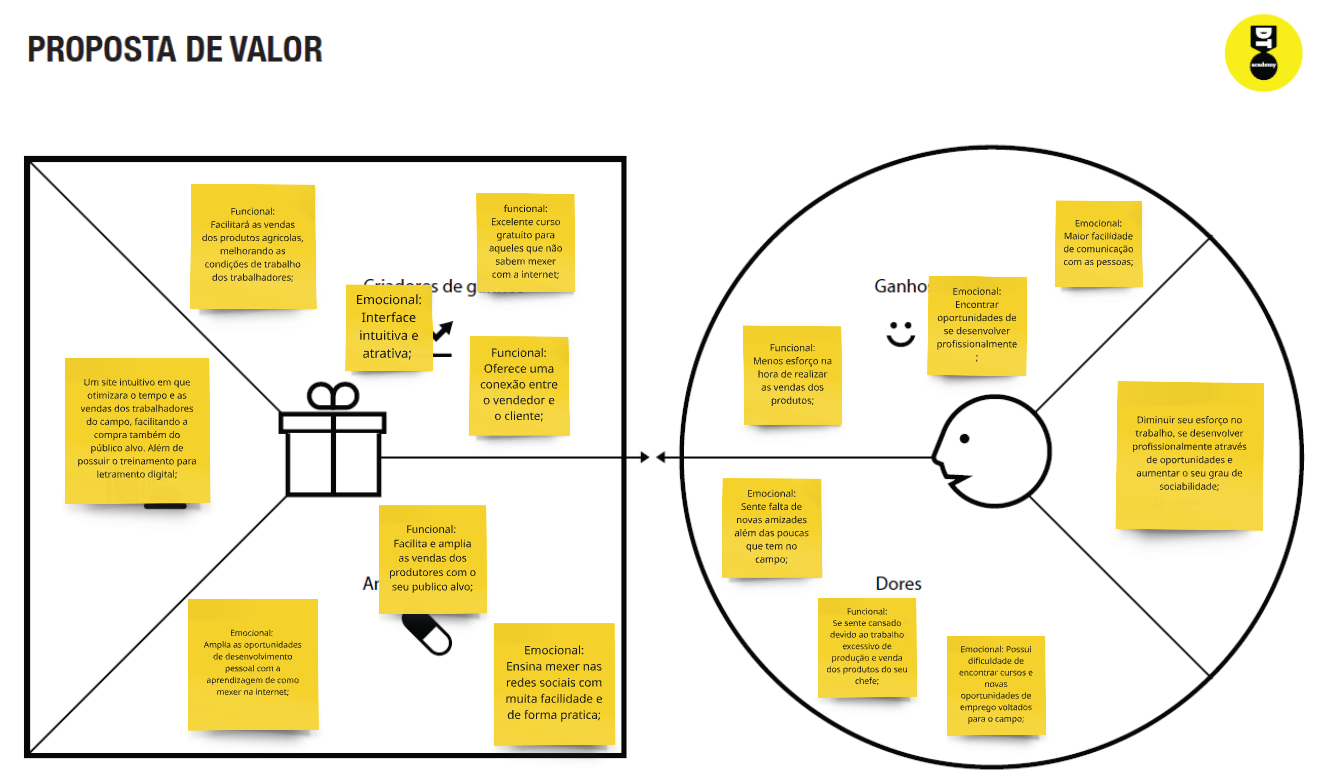 PROPOSTA DE VALOR
DT
academy
Funcional:
Facilitará as vendas
dos produtos agrícolas,
melhorando as
condições de trabalho
dos trabalhadores;
funcional:
Excelente curso
gratuito para
aqueles que não
sabem mexer
com a internet;
Criadores de g
Emocional:
Interface
intuitiva e
atrativa;
Funcional:
Oferece uma
conexão entre
o vendedor e
o cliente;
Um site intuitivo em que
otimizara o tempo e as
vendas dos trabalhadores
do campo, facilitando a
compra também do
público alvo. Além de
possuir o treinamento para
letramento digital;
Funcional:
Facilita e amplia
as vendas dos
produtores com o
seu publico alvo;
Emocional:
Amplia as oportunidades
de desenvolvimento
pessoal com a
aprendizagem de como
mexer na internet;
Emocional:
Ensina mexer nas
redes sociais com
muita facilidade e
de forma pratica;
Emocional:
Maior facilidade
de comunicação
com as pessoas;
Ganhos
Emocional:
Encontrar
oportunidades de
se desenvolver
profissionalmente
;
Funcional:
Menos esforço na
hora de realizar
as vendas dos
produtos;
Diminuir seu esforço no
trabalho, se desenvolver
profissionalmente através
de oportunidades e
aumentar o seu grau de
sociabilidade;
Emocional:
Sente falta de
novas amizades
além das poucas
que tem no
campo;
Dores
Funcional:
Se sente cansado
devido ao trabalho
excessivo de
produção e venda
dos produtos do seu
chefe;
Emocional: Possui
dificuldade de
encontrar cursos e
novas
oportunidades de
emprego voltados
para o campo;